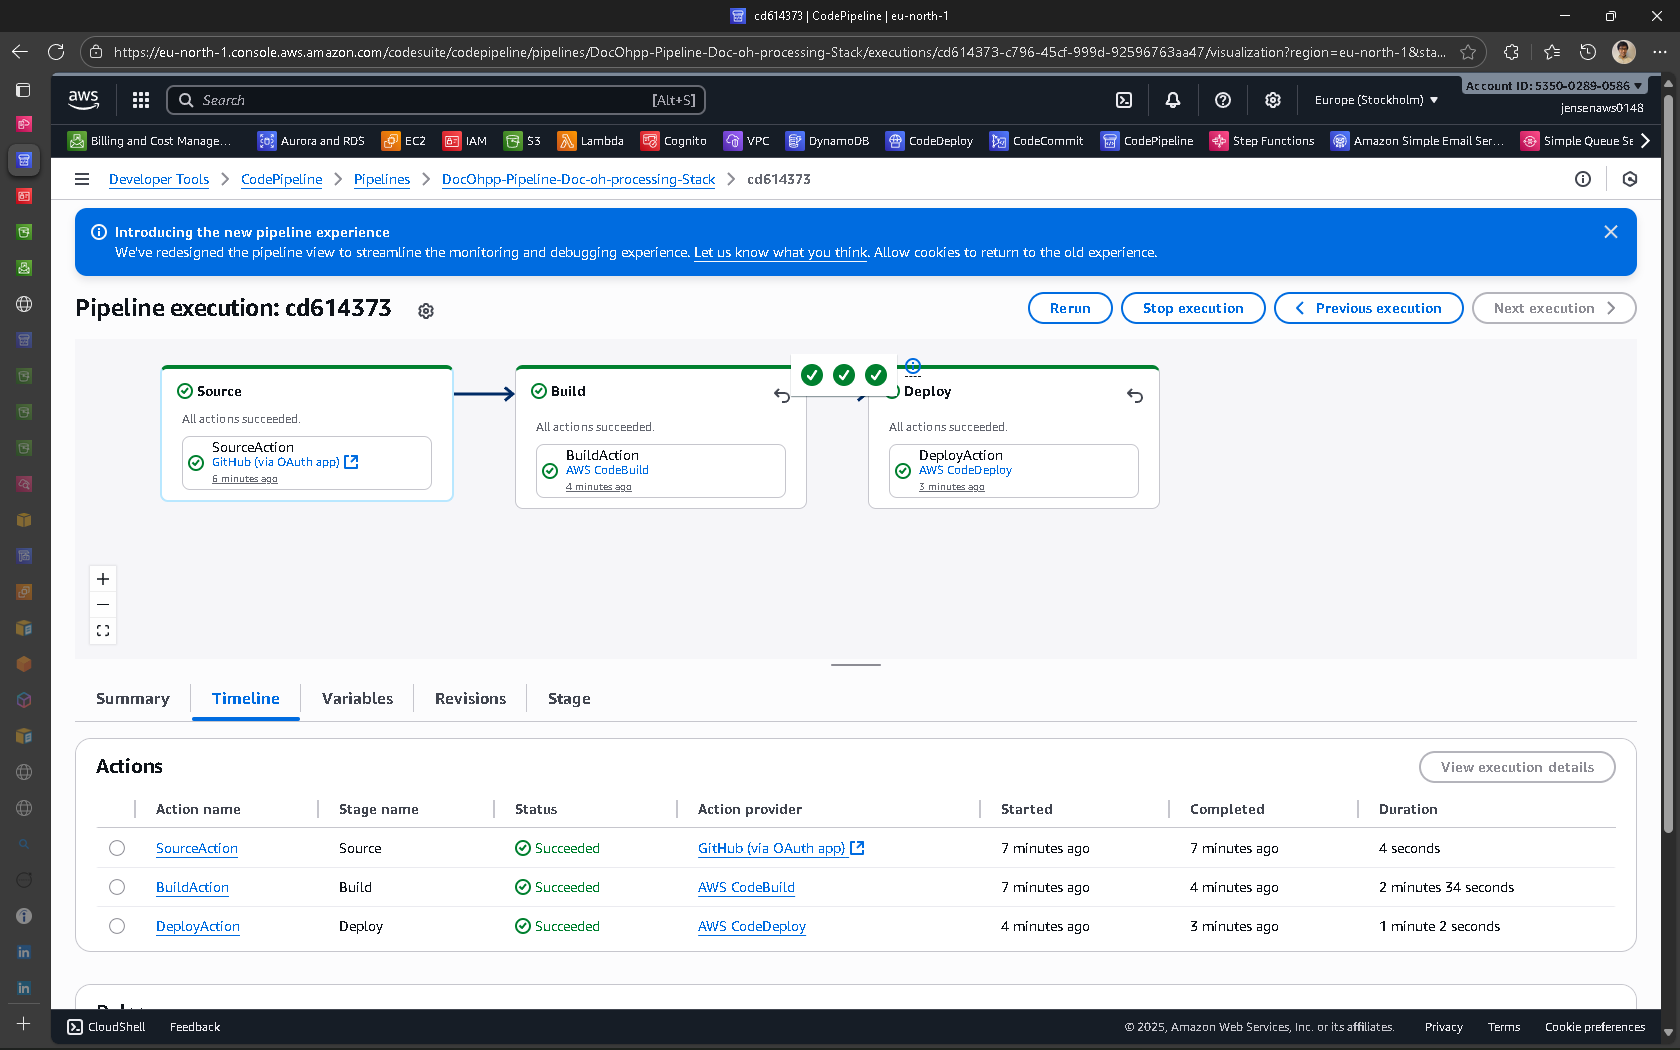 cd614373 | CodePipeline | eu-north-1
https://eu-north-1.console.aws.amazon.com/codesuite/codepipeline/pipelines/DocOhpp-Pipeline-Doc-oh-processing-Stack/executions/cd614373-c796-45cf-999d-92596763aa47/visualization?region=eu-north-1&sta...
aws
Search
[Alt+S]
Europe (Stockholm)
Account ID: 5350-0289-0586
jensenaws0148
Billing and Cost Manage...
Aurora and RDS
EC2
IAM
S3
Lambda
Cognito
VPC
DynamoDB
CodeDeploy
CodeCommit
CodePipeline
Step Functions
Amazon Simple Email Ser...
Simple Queue Se
Developer Tools > CodePipeline > Pipelines > DocOhpp-Pipeline-Doc-oh-processing-Stack > cd614373
Introducing the new pipeline experience
We've redesigned the pipeline view to streamline the monitoring and debugging experience. Let us know what you think. Allow cookies to return to the old experience.
Pipeline execution: cd614373
Rerun
Stop execution
Previous execution
Next execution
Source
All actions succeeded.
SourceAction
GitHub (via OAuth app)
6 minutes ago
Build
All actions succeeded.
BuildAction
AWS CodeBuild
4 minutes ago
Deploy
All actions succeeded.
DeployAction
AWS CodeDeploy
3 minutes ago
Summary
Timeline
Variables
Revisions
Stage
Actions
View execution details
Action name Stage name Status Action provider Started Completed Duration
SourceAction Source Succeeded GitHub (via OAuth app) 7 minutes ago 7 minutes ago 4 seconds
BuildAction Build Succeeded AWS CodeBuild 7 minutes ago 4 minutes ago 2 minutes 34 seconds
DeployAction Deploy Succeeded AWS CodeDeploy 4 minutes ago 3 minutes ago 1 minute 2 seconds
CloudShell
Feedback
© 2025, Amazon Web Services, Inc. or its affiliates.
Privacy
Terms
Cookie preferences